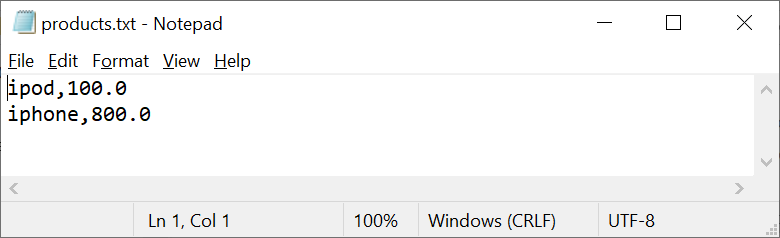 products.txt - Notepad
File Edit Format View Help
ipod,100.0
iphone,800.0
Ln 1, Col 1 100% Windows (CRLF) UTF-8